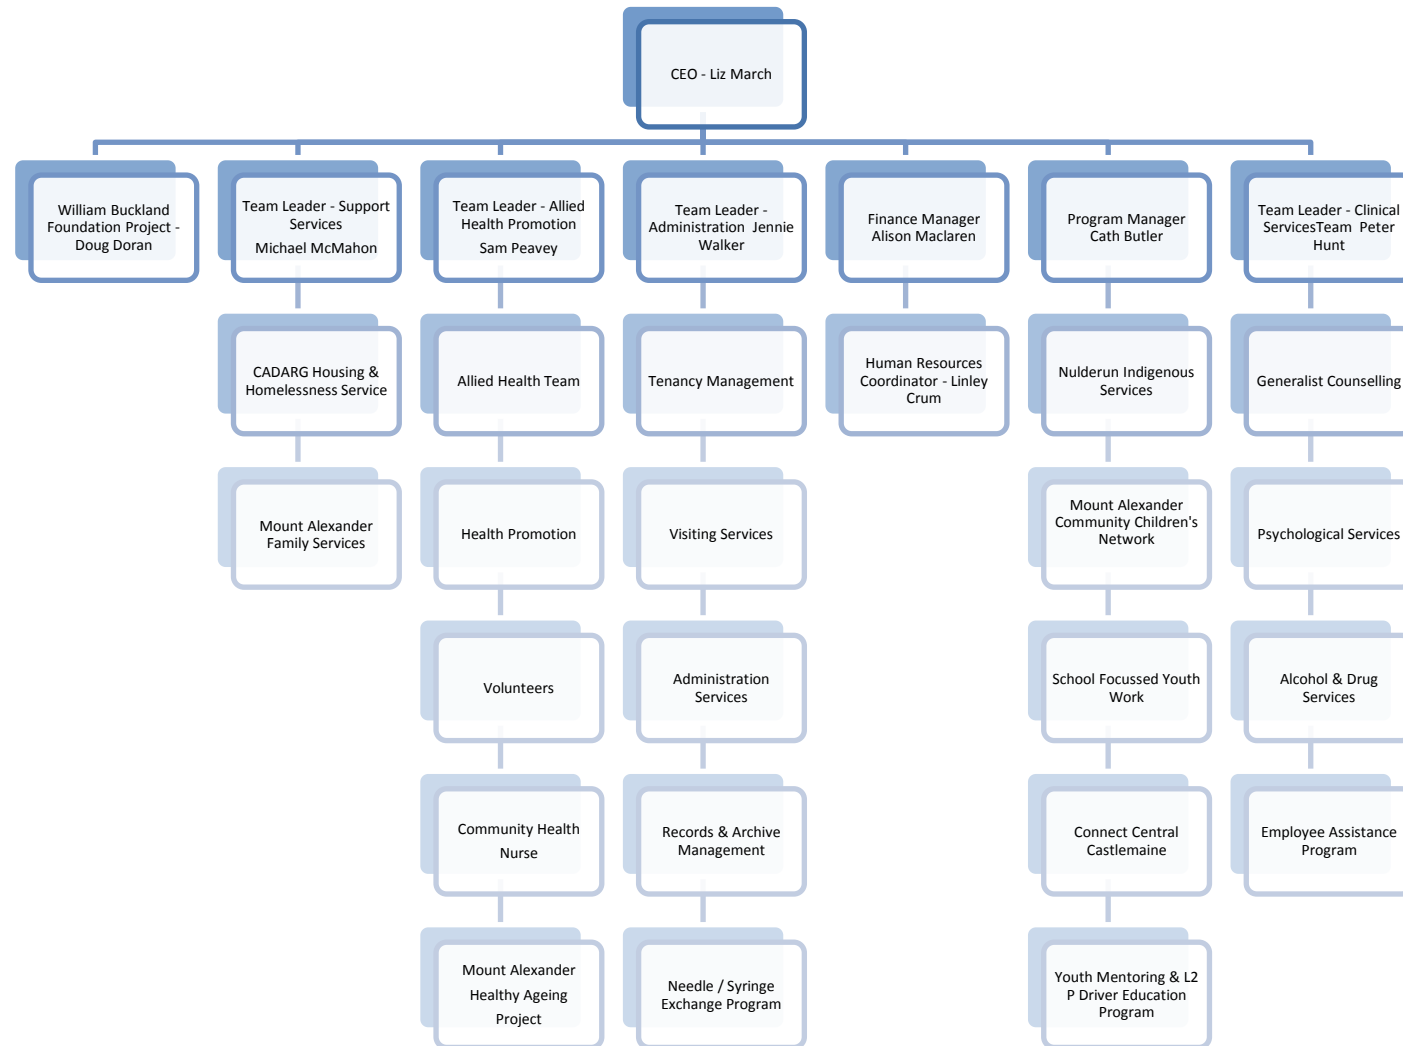 CEO - Liz March
William Buckland
Foundation Project -
Doug Doran
Team Leader - Support
Services
Michael McMahon
Team Leader - Allied
Health Promotion
Sam Peavey
Team Leader -
Administration  Jennie
Walker
Finance Manager
Alison Maclaren
Program Manager
Cath Butler
Team Leader - Clinical
ServicesTeam  Peter
Hunt
CADARG Housing &
Homelessness Service
Allied Health Team
Tenancy Management
Human Resources
Coordinator - Linley
Crum
Nulderun Indigenous
Services
Generalist Counselling
Mount Alexander
Family Services
Health Promotion
Visiting Services
Mount Alexander
Community Children's
Network
Psychological Services
Volunteers
Administration
Services
School Focussed Youth
Work
Alcohol & Drug
Services
Community Health
Nurse
Records & Archive
Management
Connect Central
Castlemaine
Employee Assistance
Program
Mount Alexander
Healthy Ageing
Project
Needle / Syringe
Exchange Program
Youth Mentoring & L2
P Driver Education
Program